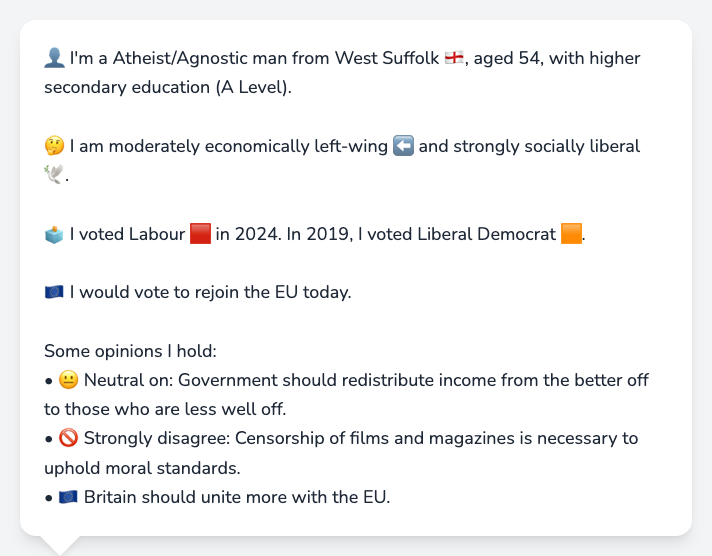 👤 I'm a Atheist/Agnostic man from West Suffolk 🏴󠁧󠁢󠁥󠁮󠁧󠁿, aged 54, with higher
secondary education (A Level).
🤔 I am moderately economically left-wing ⬅️ and strongly socially liberal
🕊️.
🗳️ I voted Labour 🟥 in 2024. In 2019, I voted Liberal Democrat 🟧.
🇪🇺 I would vote to rejoin the EU today.
Some opinions I hold:
• 😐 Neutral on: Government should redistribute income from the better off
to those who are less well off.
• 🚫 Strongly disagree: Censorship of films and magazines is necessary to
uphold moral standards.
• 🇪🇺 Britain should unite more with the EU.